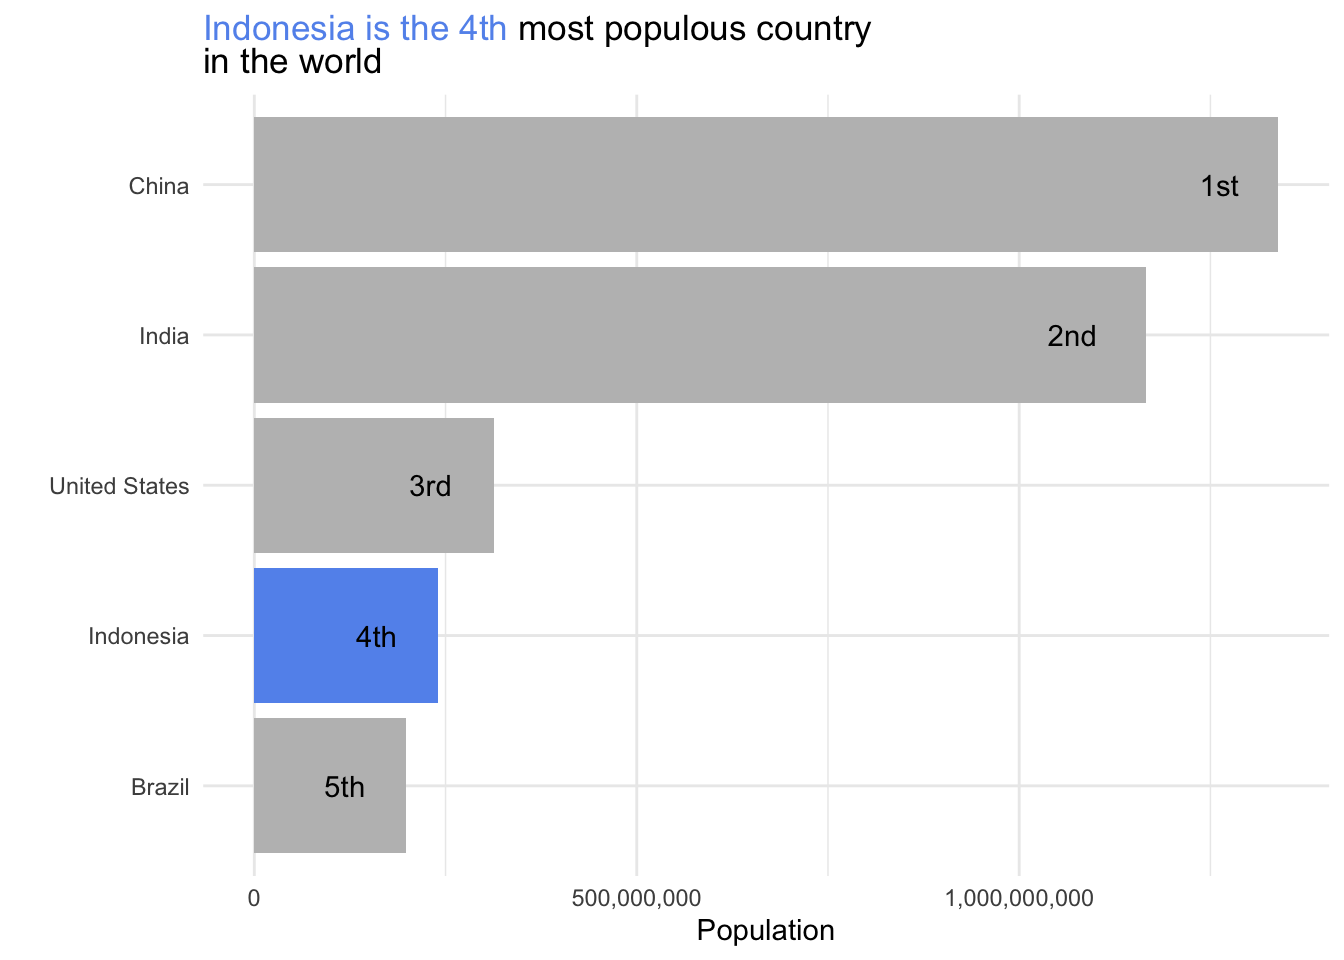 Indonesia is the 4th most populous country
in the world
China
1st
India
2nd
United States
3rd
Indonesia
4th
Brazil
5th
0
500,000,000
1,000,000,000
Population